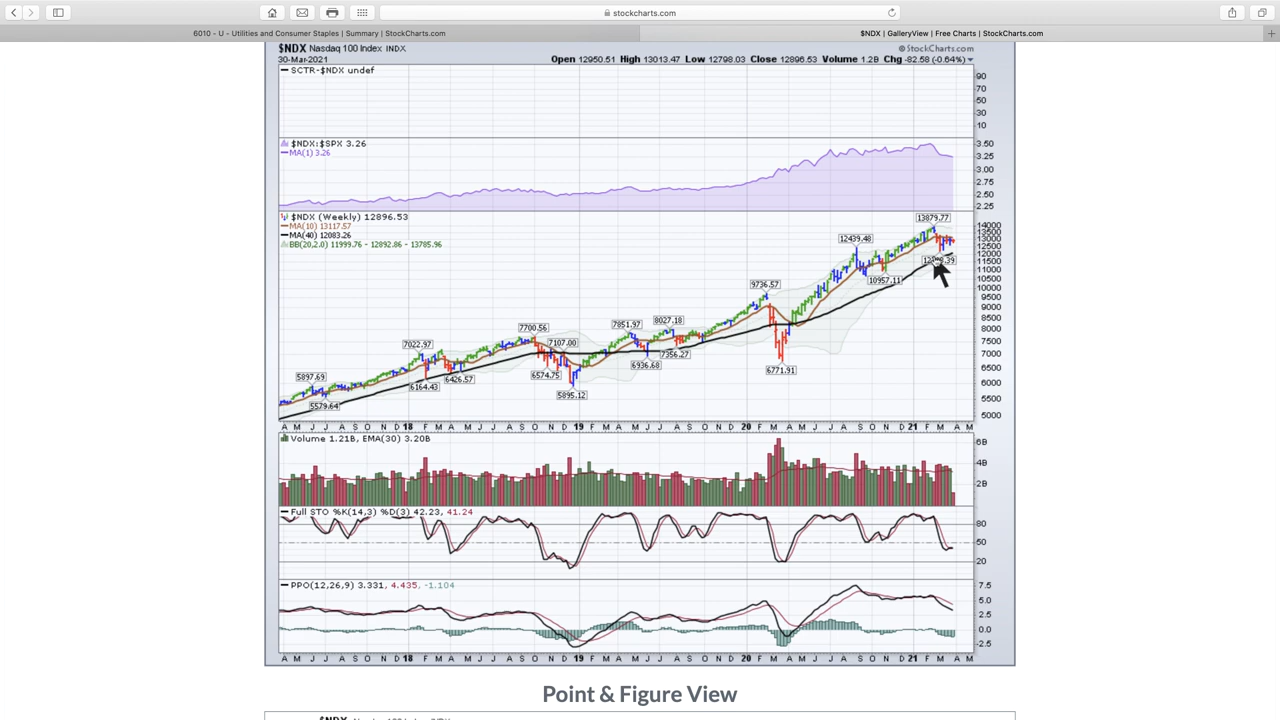 stockcharts.com
6010 - U - Utilities and Consumer Staples | Summary | StockCharts.com
$NDX | GalleryView | Free Charts | StockCharts.com
$NDX Nasdaq 100 Index INDX
© StockCharts.com
30-Mar-2021
Open 12950.51 High 13013.47 Low 12798.03 Close 12896.53 Volume 1.2B Chg -82.58 (-0.64%)
SCTR-$NDX undef
90
70
50
30
10
$NDX:$SPX 3.26
MA(1) 3.26
3.50
3.25
3.00
2.75
2.50
2.25
$NDX (Weekly) 12896.53
MA(10) 13117.57
MA(40) 12083.26
BB(20,2.0) 11999.76 - 12892.86 - 13785.96
13879.77
12439.48
10957.11
9736.57
7700.56
7851.97
8027.18
7107.00
7022.97
7356.27
6936.68
6771.91
6574.75
6426.57
6164.43
5897.69
5895.12
5579.64
14000
13500
13000
12500
12000
11500
11000
10500
10000
9500
9000
8500
8000
7500
7000
6500
6000
5500
5000
A M J J A S O N D 18 F M A M J J A S O N D 19 F M A M J J A S O N D 20 F M A M J J A S O N D 21 F M A M
Volume 1.21B, EMA(30) 3.20B
6B
4B
2B
Full STO %K(14,3) %D(3) 42.23, 41.24
80
50
20
PPO(12,26,9) 3.331, 4.435, -1.104
7.5
5.0
2.5
0.0
-2.5
A M J J A S O N D 18 F M A M J J A S O N D 19 F M A M J J A S O N D 20 F M A M J J A S O N D 21 F M A M
Point & Figure View